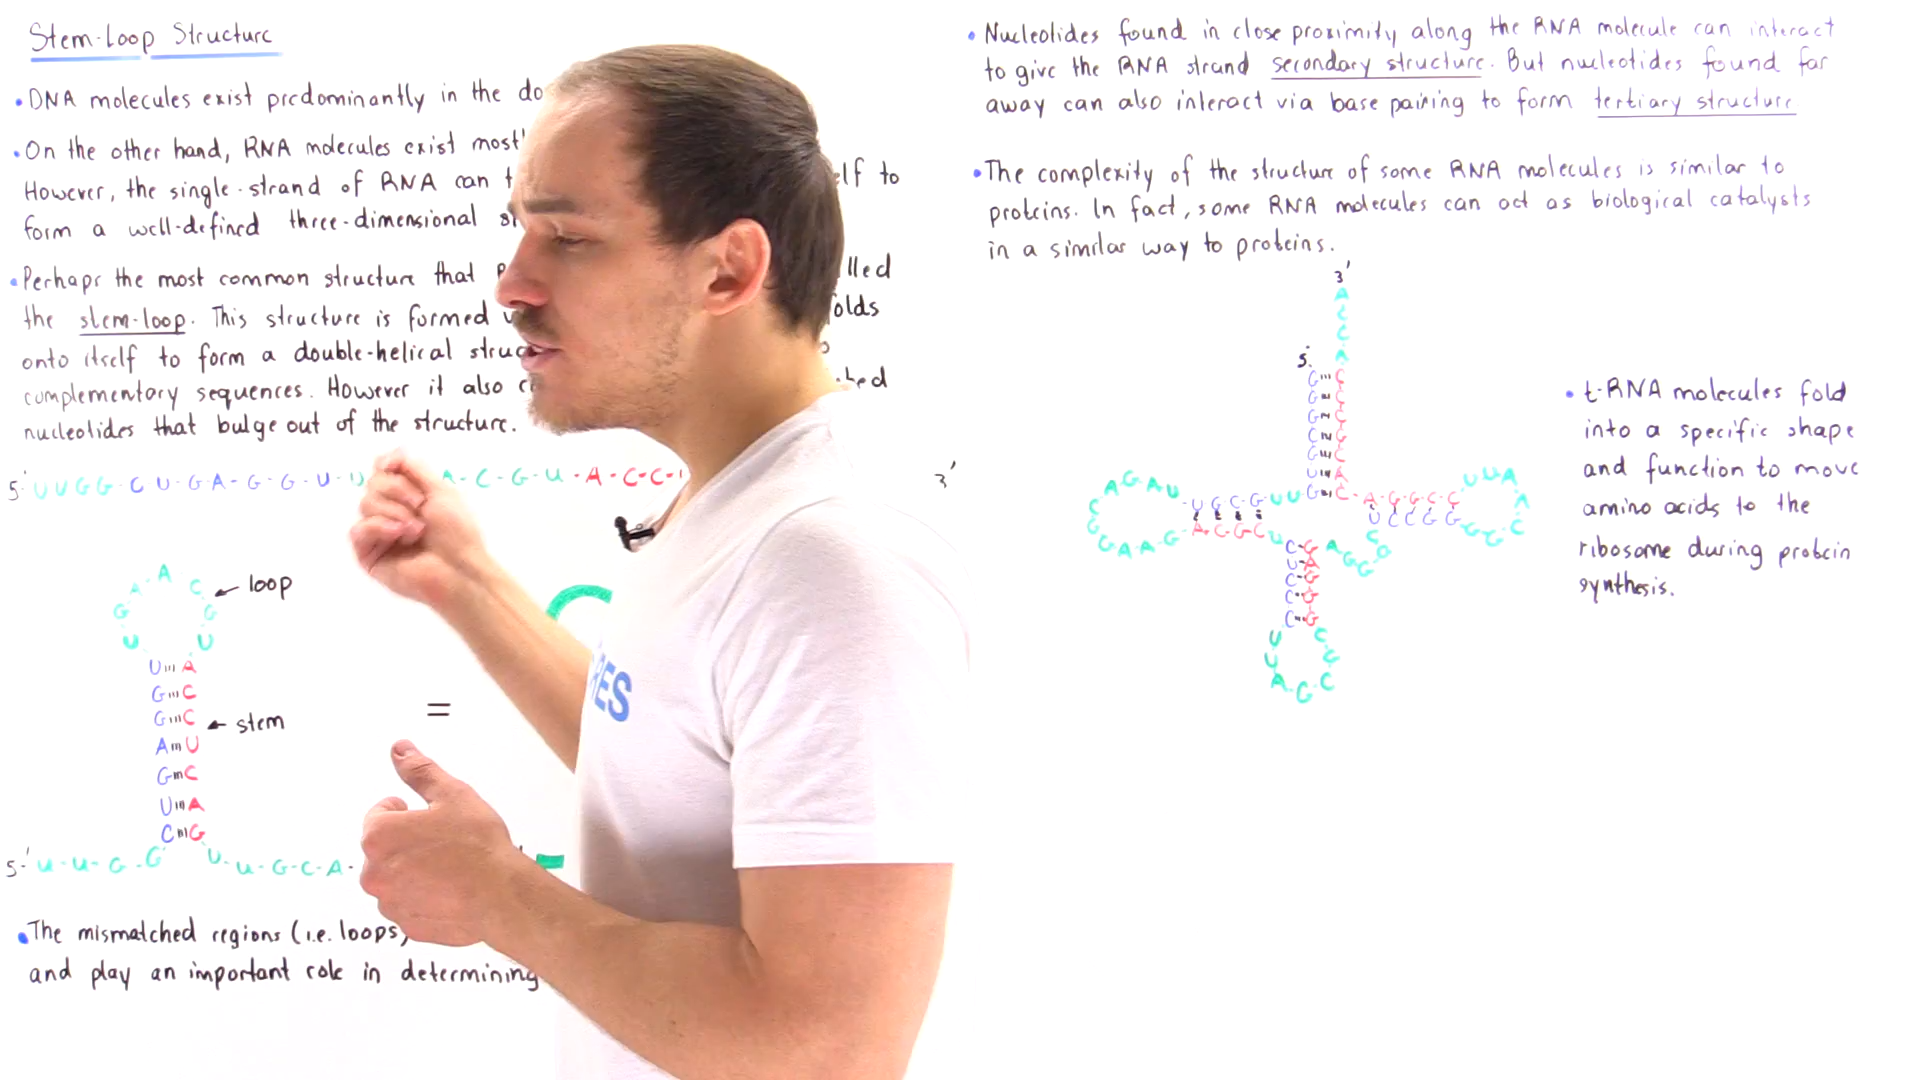 Stem-Loop Structure
• DNA molecules exist predominantly in the do
• On the other hand, RNA molecules exist most
However, the single-strand of RNA can t elf to
form a well-defined three-dimensional
• Perhaps the most common structure that lled
the stem-loop. This structure is formed olds
onto itself to form a double-helical struc
complementary sequences. However it also ched
nucleotides that bulge out of the structure.
5'-U U G G - C U - G A - G - G - U - U A - C - G - U - A - C - C - 3'
A A C ← loop
G G
U U
U A
G C
G C ← stem
A U
G C
U A
C G
=
5'-U-U-G-G U-U-G-C-A-
• The mismatched regions (i.e. loops)
and play an important role in determining
RES
• Nucleotides found in close proximity along the RNA molecule can interact
to give the RNA strand secondary structure. But nucleotides found far
away can also interact via base pairing to form tertiary structure
• The complexity of the structure of some RNA molecules is similar to
proteins. In fact, some RNA molecules can act as biological catalysts
in a similar way to proteins.
3'
A
C
C
A
5'
G C
G C
G C
C G
G C
U A
G C - A - G - G - C - C U U A
A G A U U G C G U U
A C G C U U C C G G
G A A G
C G
U A
C G
C G
C G
U C
U C
A G C
• t-RNA molecules fold
into a specific shape
and function to move
amino acids to the
ribosome during protein
synthesis.